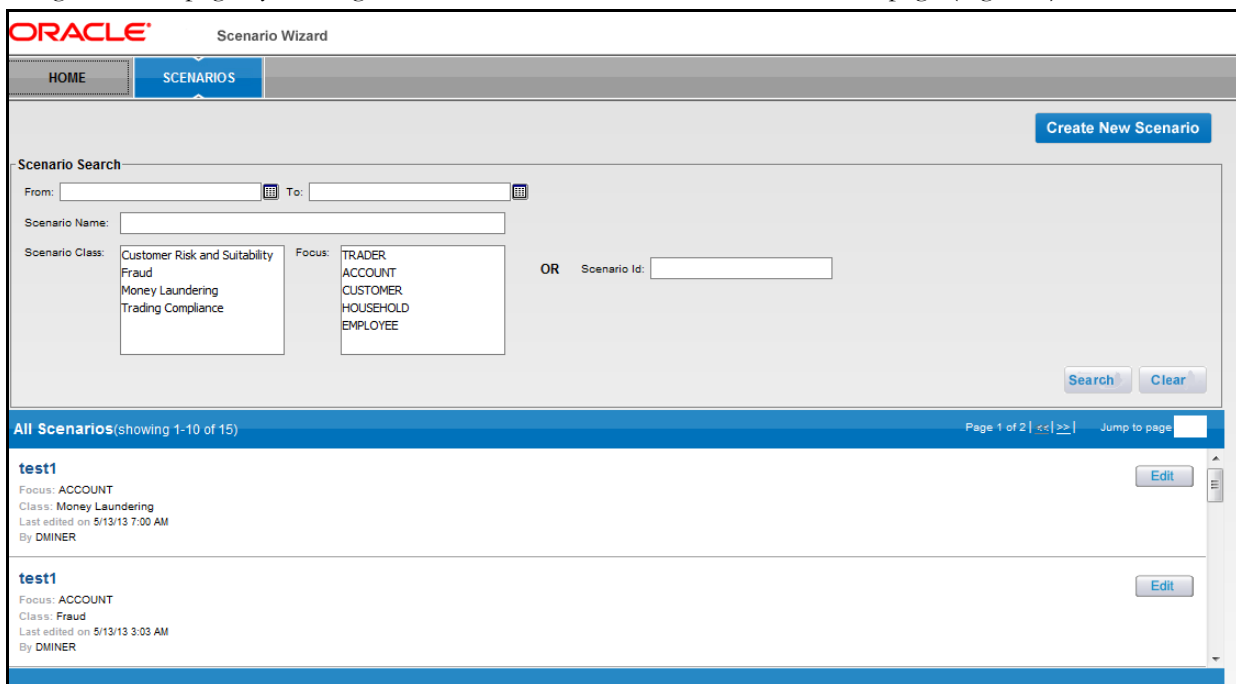 ORACLE
Scenario Wizard
HOME
SCENARIOS
Create New Scenario
Scenario Search
From:
To:
Scenario Name:
Scenario Class:
Customer Risk and Suitability
Fraud
Money Laundering
Trading Compliance
Focus:
TRADER
ACCOUNT
CUSTOMER
HOUSEHOLD
EMPLOYEE
OR
Scenario Id:
Search
Clear
All Scenarios(showing 1-10 of 15)
Page 1 of 2| <<| >>|
Jump to page
test1
Edit
Focus: ACCOUNT
Class: Money Laundering
Last edited on 5/13/13 7:00 AM
By DMINER
test1
Edit
Focus: ACCOUNT
Class: Fraud
Last edited on 5/13/13 3:03 AM
By DMINER